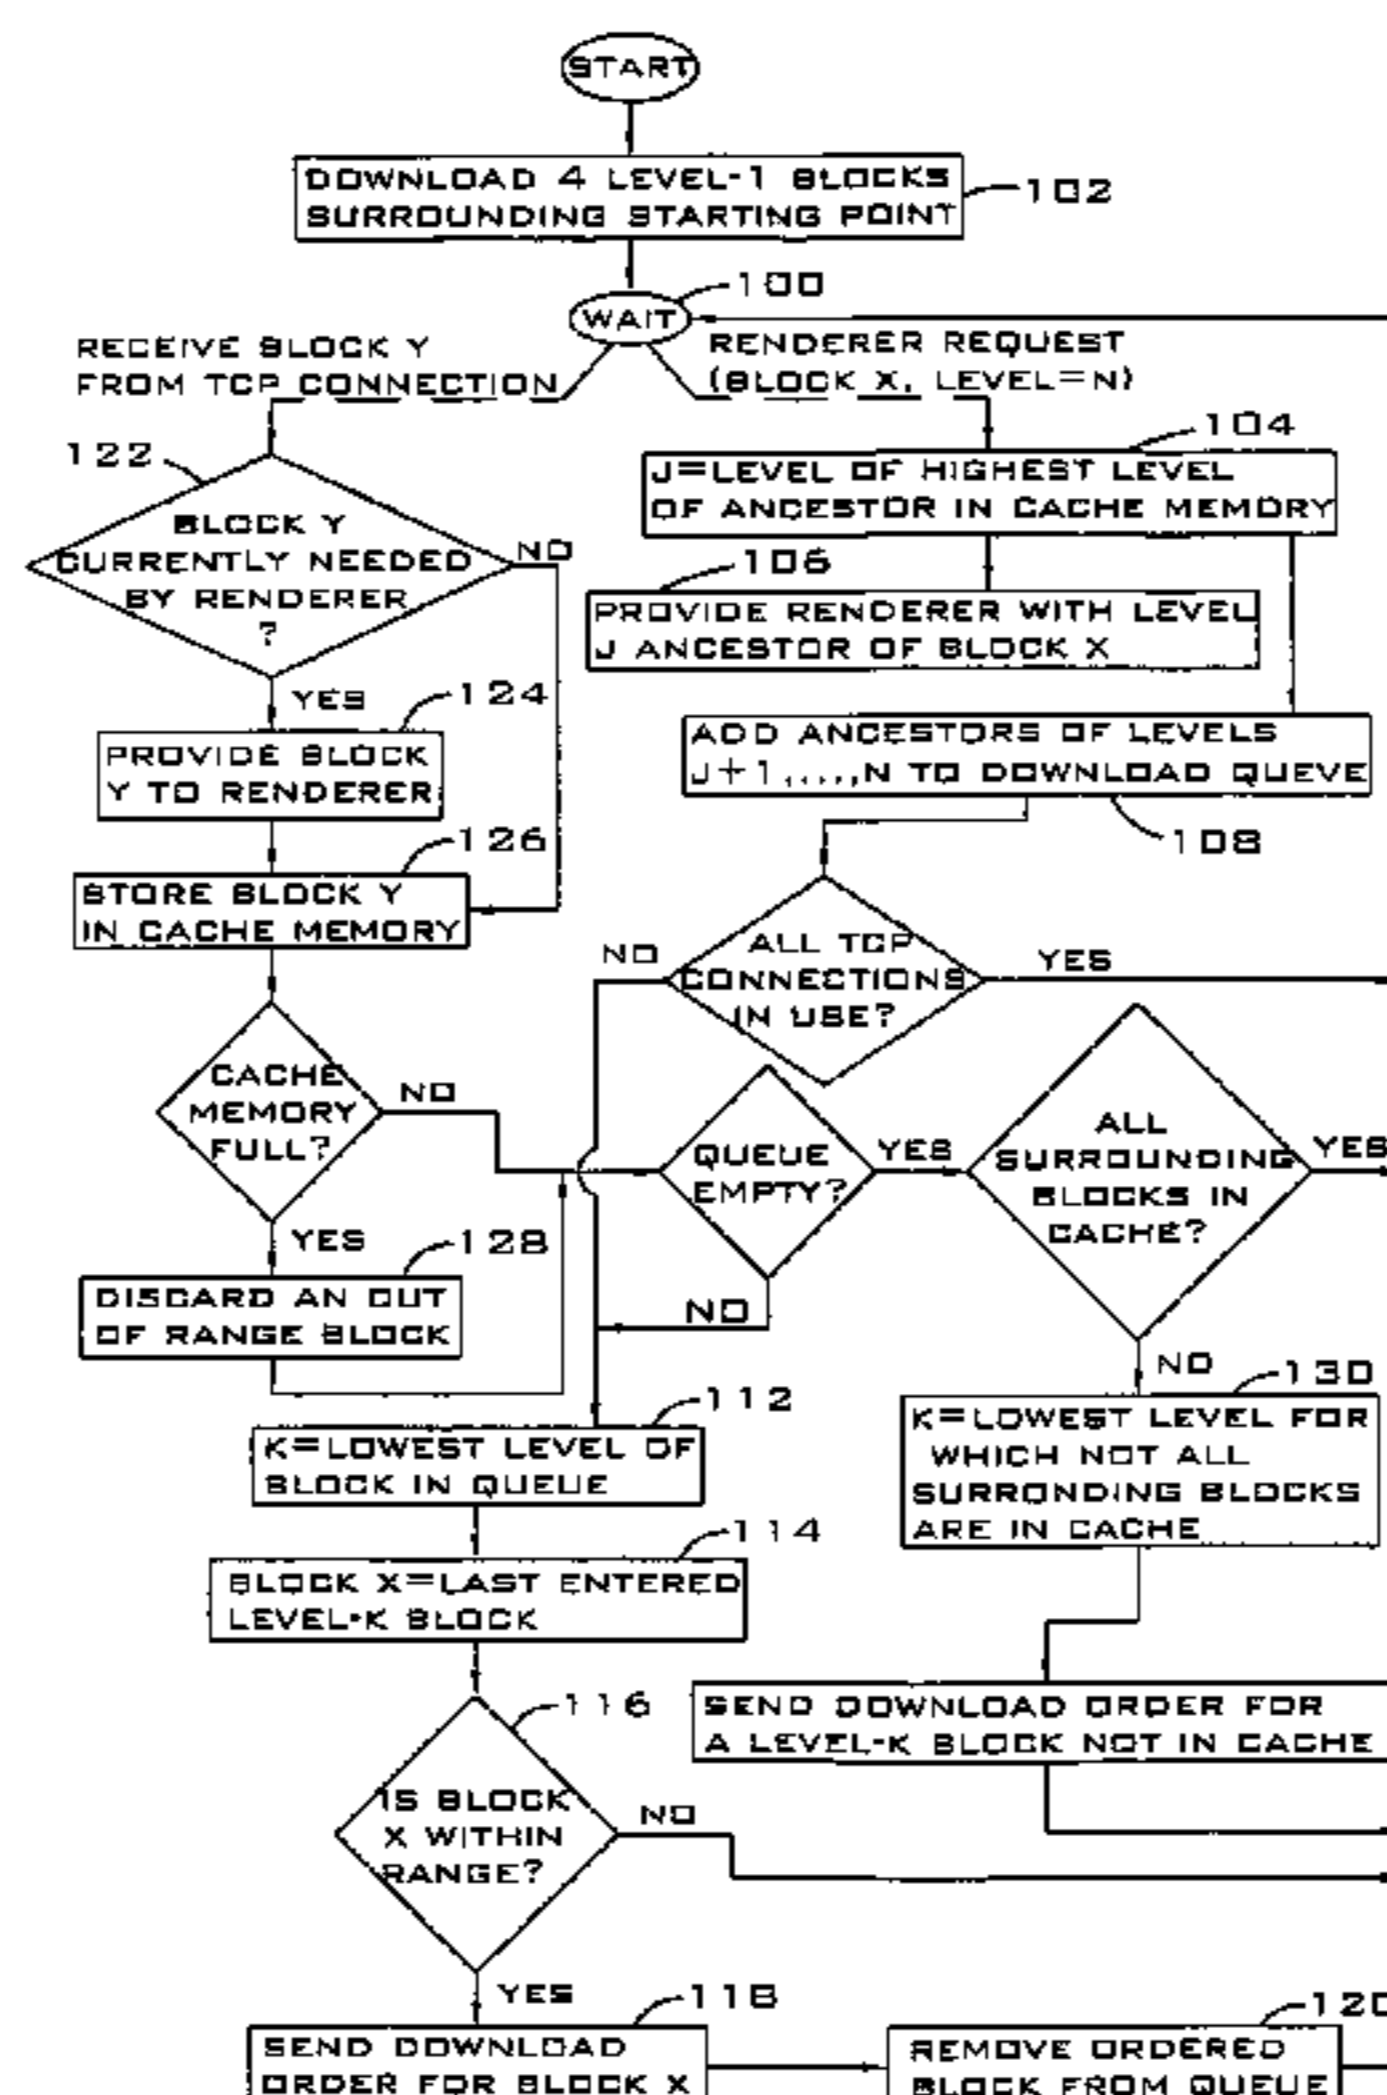 START
DOWNLOAD 4 LEVEL-1 BLOCKS
SURROUNDING STARTING POINT
102
100
WAIT
RECEIVE BLOCK Y
FROM TCP CONNECTION
RENDERER REQUEST
(BLOCK X, LEVEL=N)
122
BLOCK Y
CURRENTLY NEEDED
BY RENDERER
?
NO
104
J=LEVEL OF HIGHEST LEVEL
OF ANCESTOR IN CACHE MEMORY
106
PROVIDE RENDERER WITH LEVEL
J ANCESTOR OF BLOCK X
YES
124
PROVIDE BLOCK
Y TO RENDERER
ADD ANCESTORS OF LEVELS
J+1,...,N TO DOWNLOAD QUEVE
108
126
STORE BLOCK Y
IN CACHE MEMORY
NO
ALL TCP
CONNECTIONS
IN USE?
YES
CACHE
MEMORY
FULL?
NO
QUEUE
EMPTY?
YES
ALL
SURROUNDING
BLOCKS IN
CACHE?
YES
YES
128
DISCARD AN OUT
OF RANGE BLOCK
NO
NO
130
K=LOWEST LEVEL FOR
WHICH NOT ALL
SURRONDING BLOCKS
ARE IN CACHE
112
K=LOWEST LEVEL OF
BLOCK IN QUEUE
114
BLOCK X=LAST ENTERED
LEVEL-K BLOCK
116
IS BLOCK
X WITHIN
RANGE?
NO
SEND DOWNLOAD ORDER FOR
A LEVEL-K BLOCK NOT IN CACHE
YES
118
SEND DOWNLOAD
ORDER FOR BLOCK X
120
REMOVE ORDERED
BLOCK FROM QUEUE